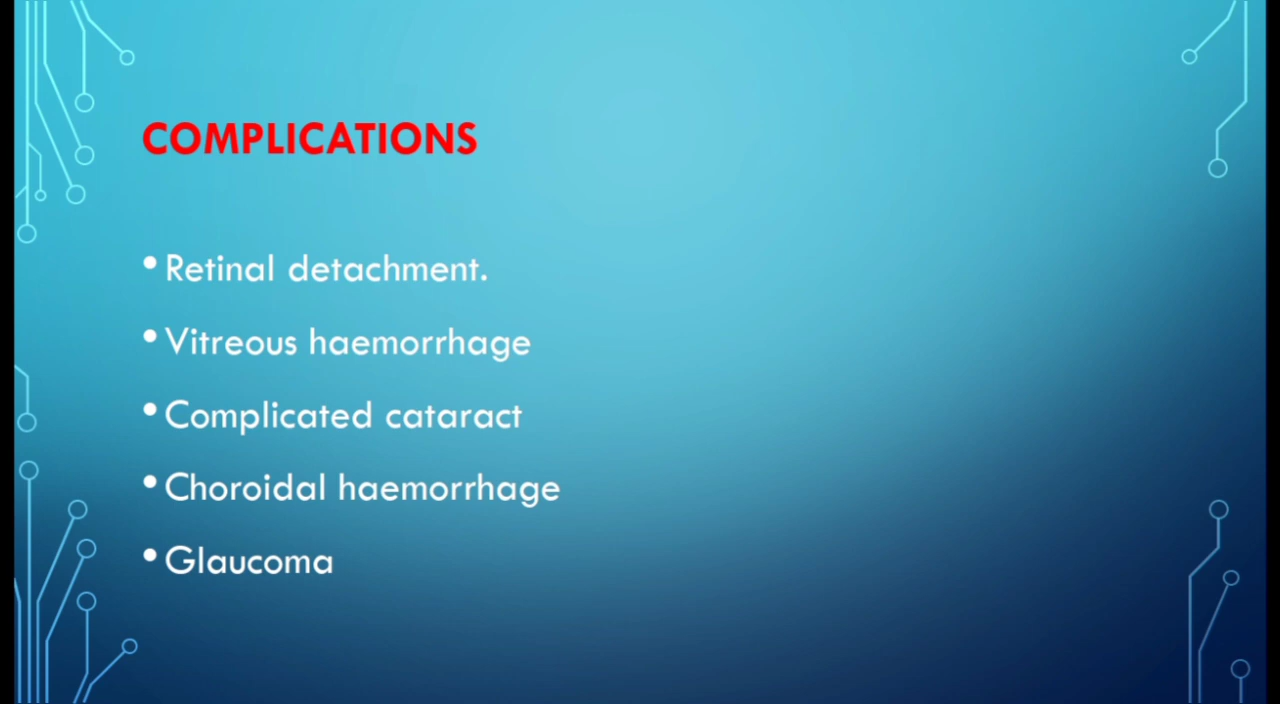 COMPLICATIONS
• Retinal detachment.
• Vitreous haemorrhage
• Complicated cataract
• Choroidal haemorrhage
• Glaucoma